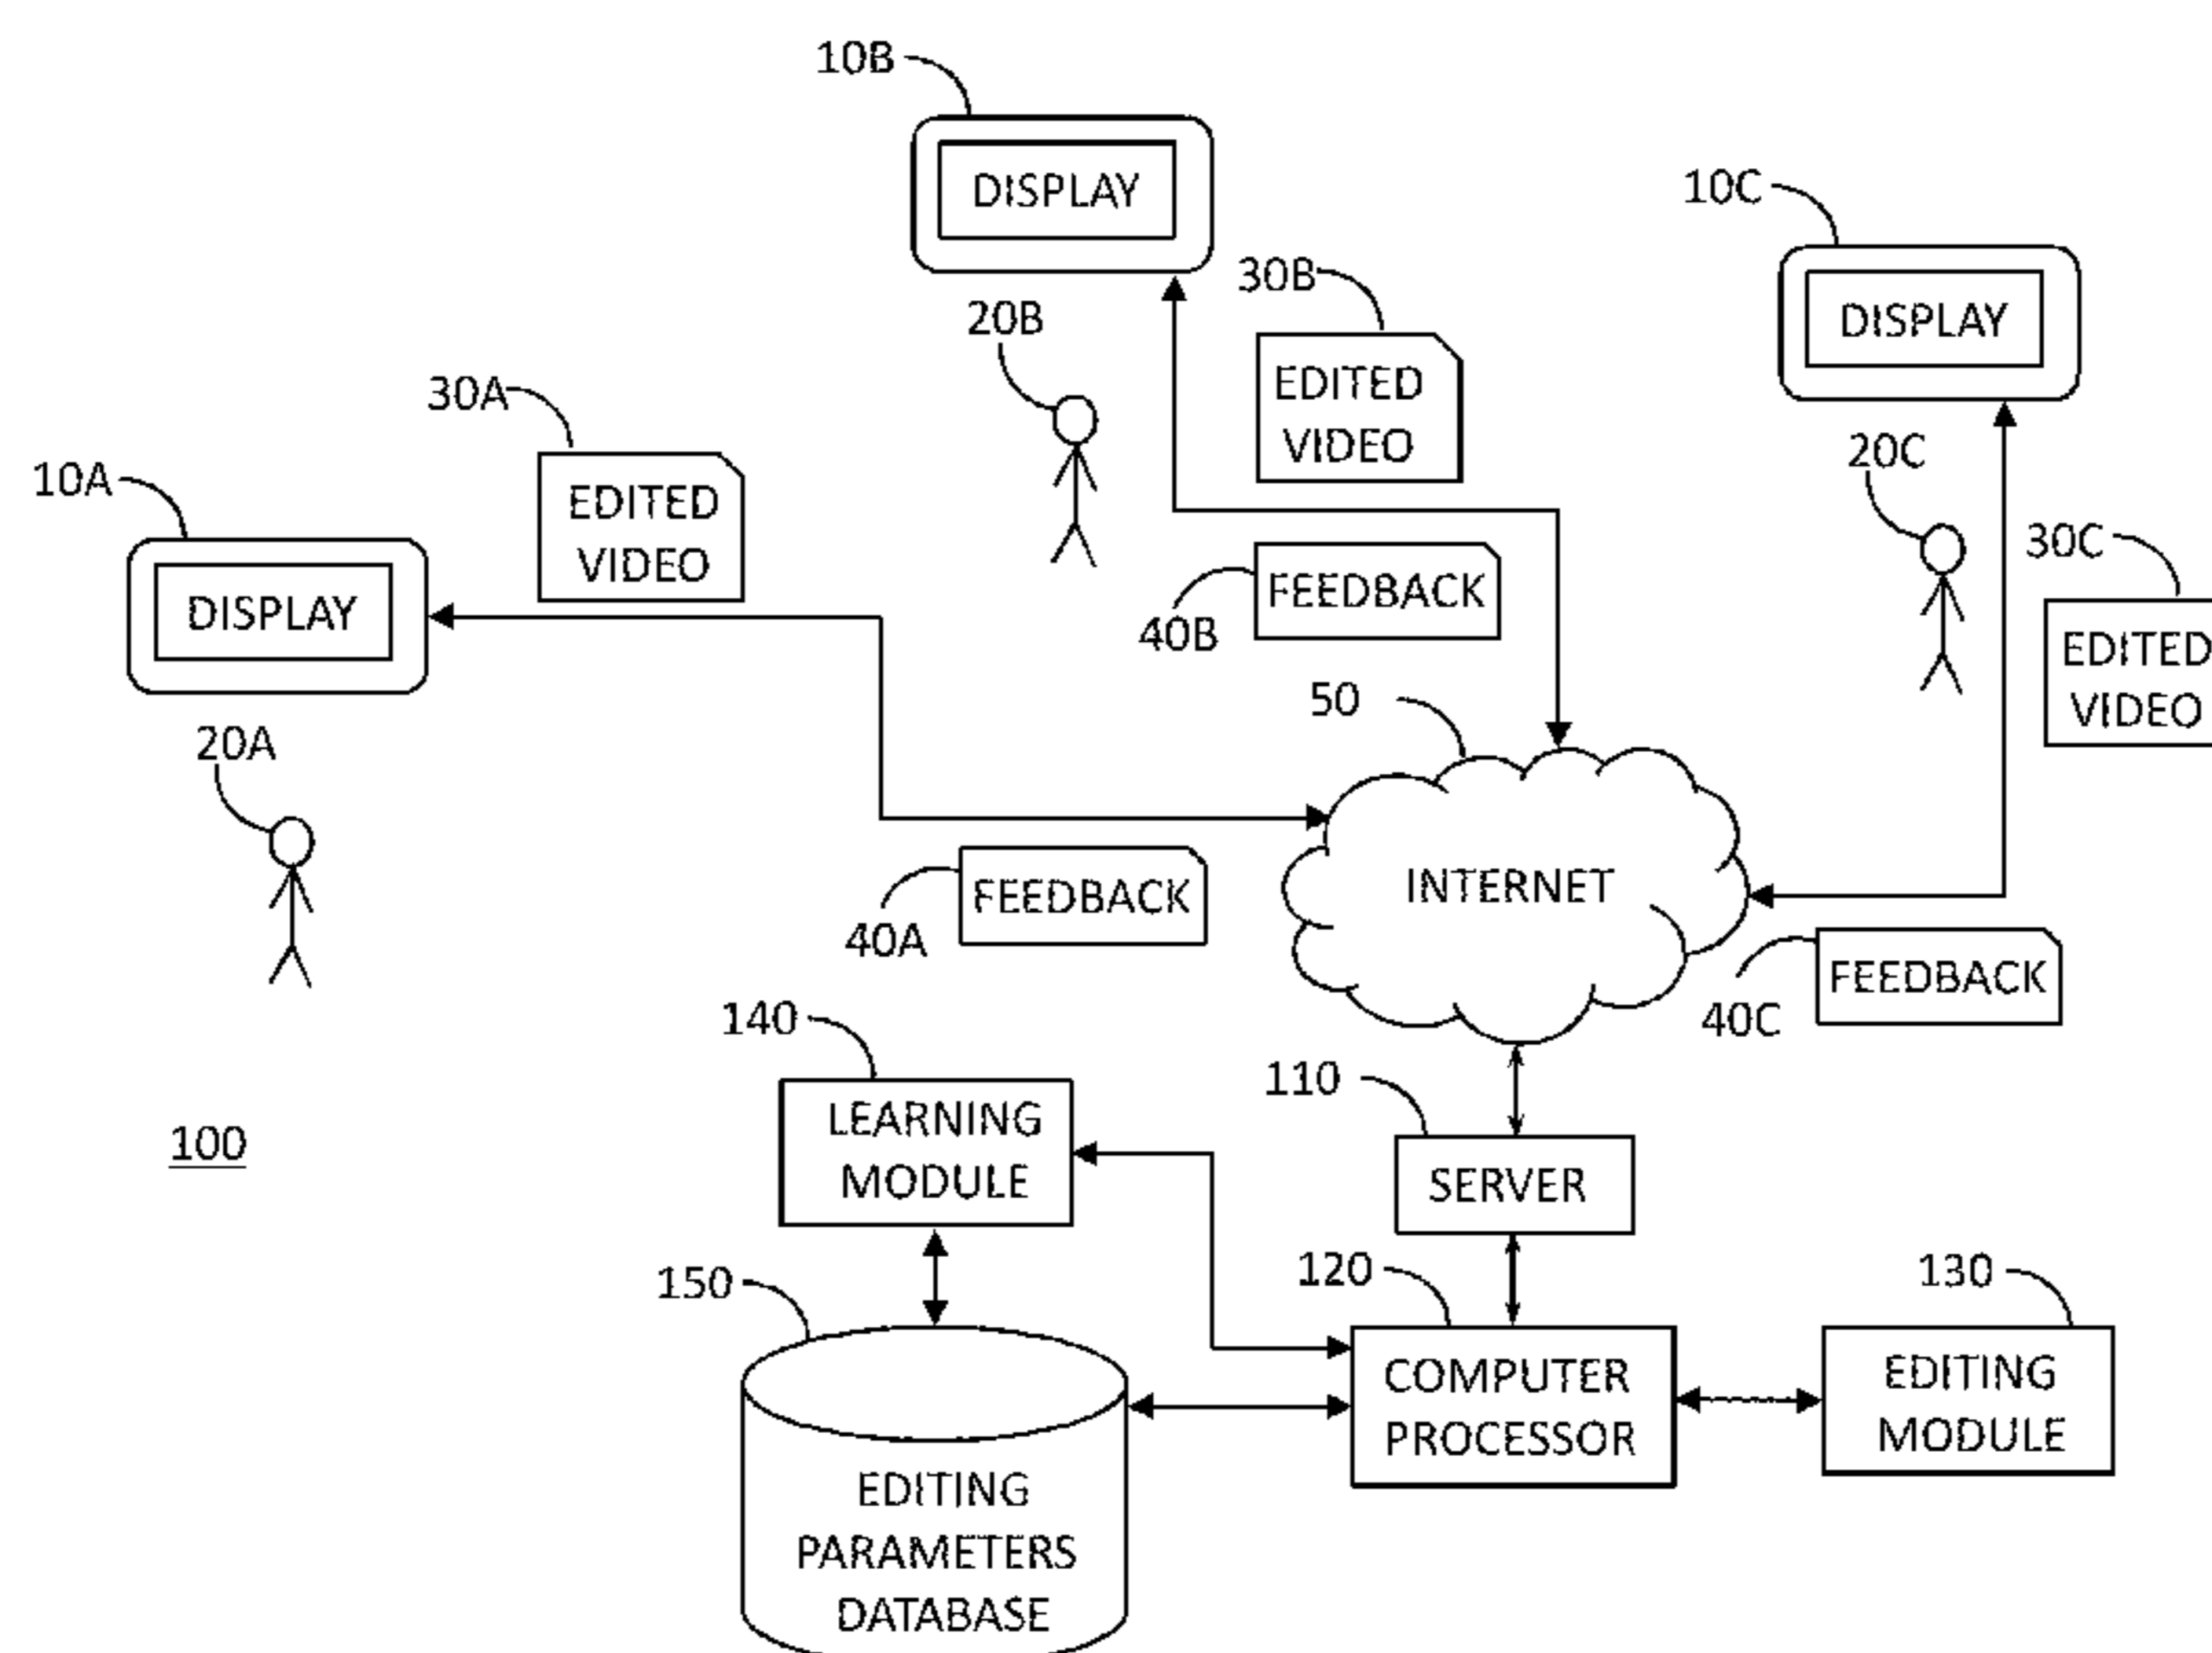 10B
DISPLAY
10C
DISPLAY
30B
EDITED
VIDEO
20B
30A
EDITED
VIDEO
10A
DISPLAY
20C
30C
EDITED
VIDEO
FEEDBACK
40B
50
20A
INTERNET
FEEDBACK
40A
FEEDBACK
40C
140
LEARNING
MODULE
110
SERVER
100
150
120
130
COMPUTER
PROCESSOR
EDITING
MODULE
EDITING
PARAMETERS
DATABASE